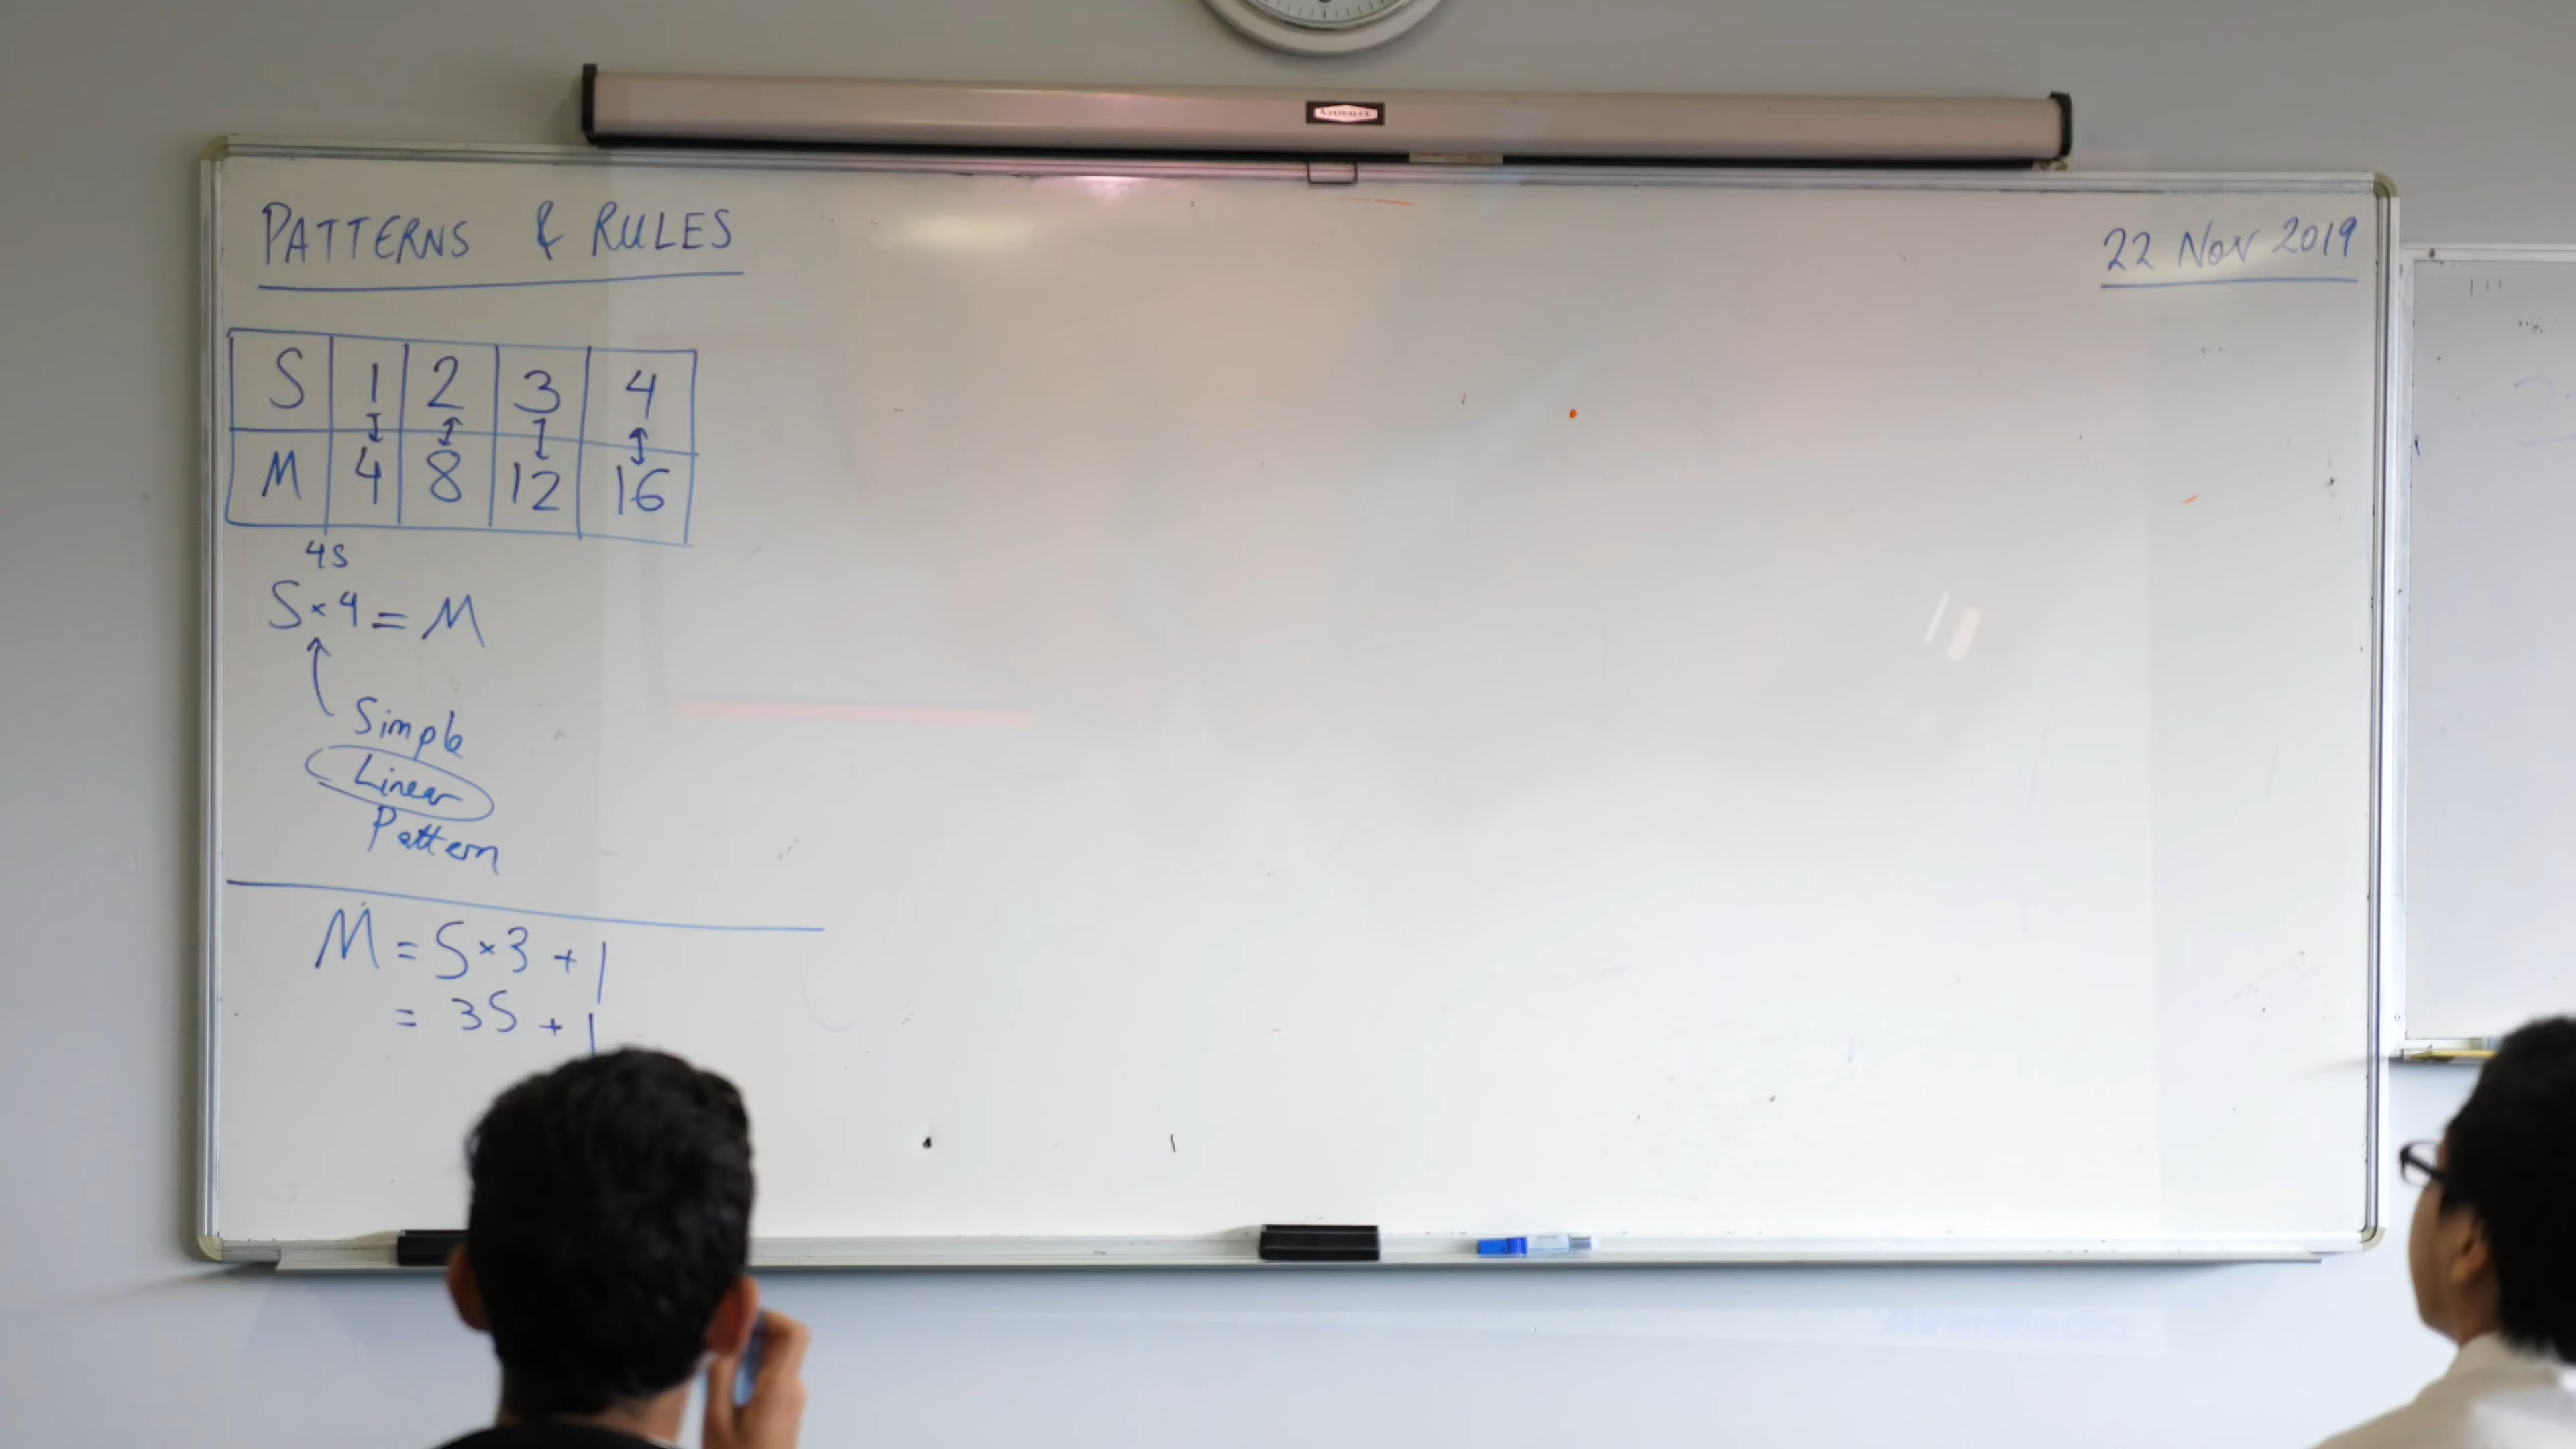 PATTERNS & RULES
22 Nov 2019
S 1 2 3 4
M 4 8 12 16
4S
S×4 = M
Simple
Linear
Pattern
M = S×3 + 1
= 3S + 1